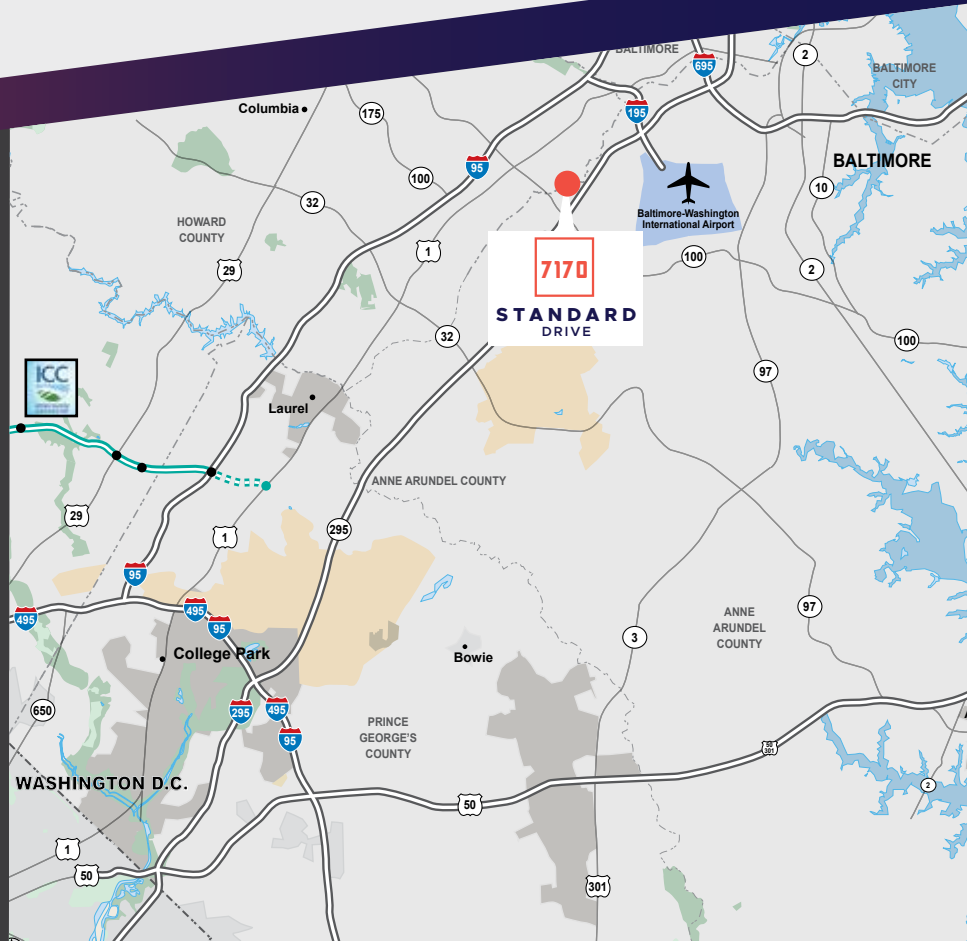 BALTIMORE
695
2
BALTIMORE
CITY
Columbia
175
195
95
BALTIMORE
100
32
10
HOWARD
COUNTY
Baltimore-Washington
International Airport
1
29
100
2
7170
STANDARD
DRIVE
32
100
97
ICC
Laurel
ANNE ARUNDEL COUNTY
29
1
295
95
495
495
95
97
ANNE
ARUNDEL
COUNTY
3
College Park
Bowie
650
295
495
95
PRINCE
GEORGE'S
COUNTY
50
301
WASHINGTON D.C.
50
2
1
50
301